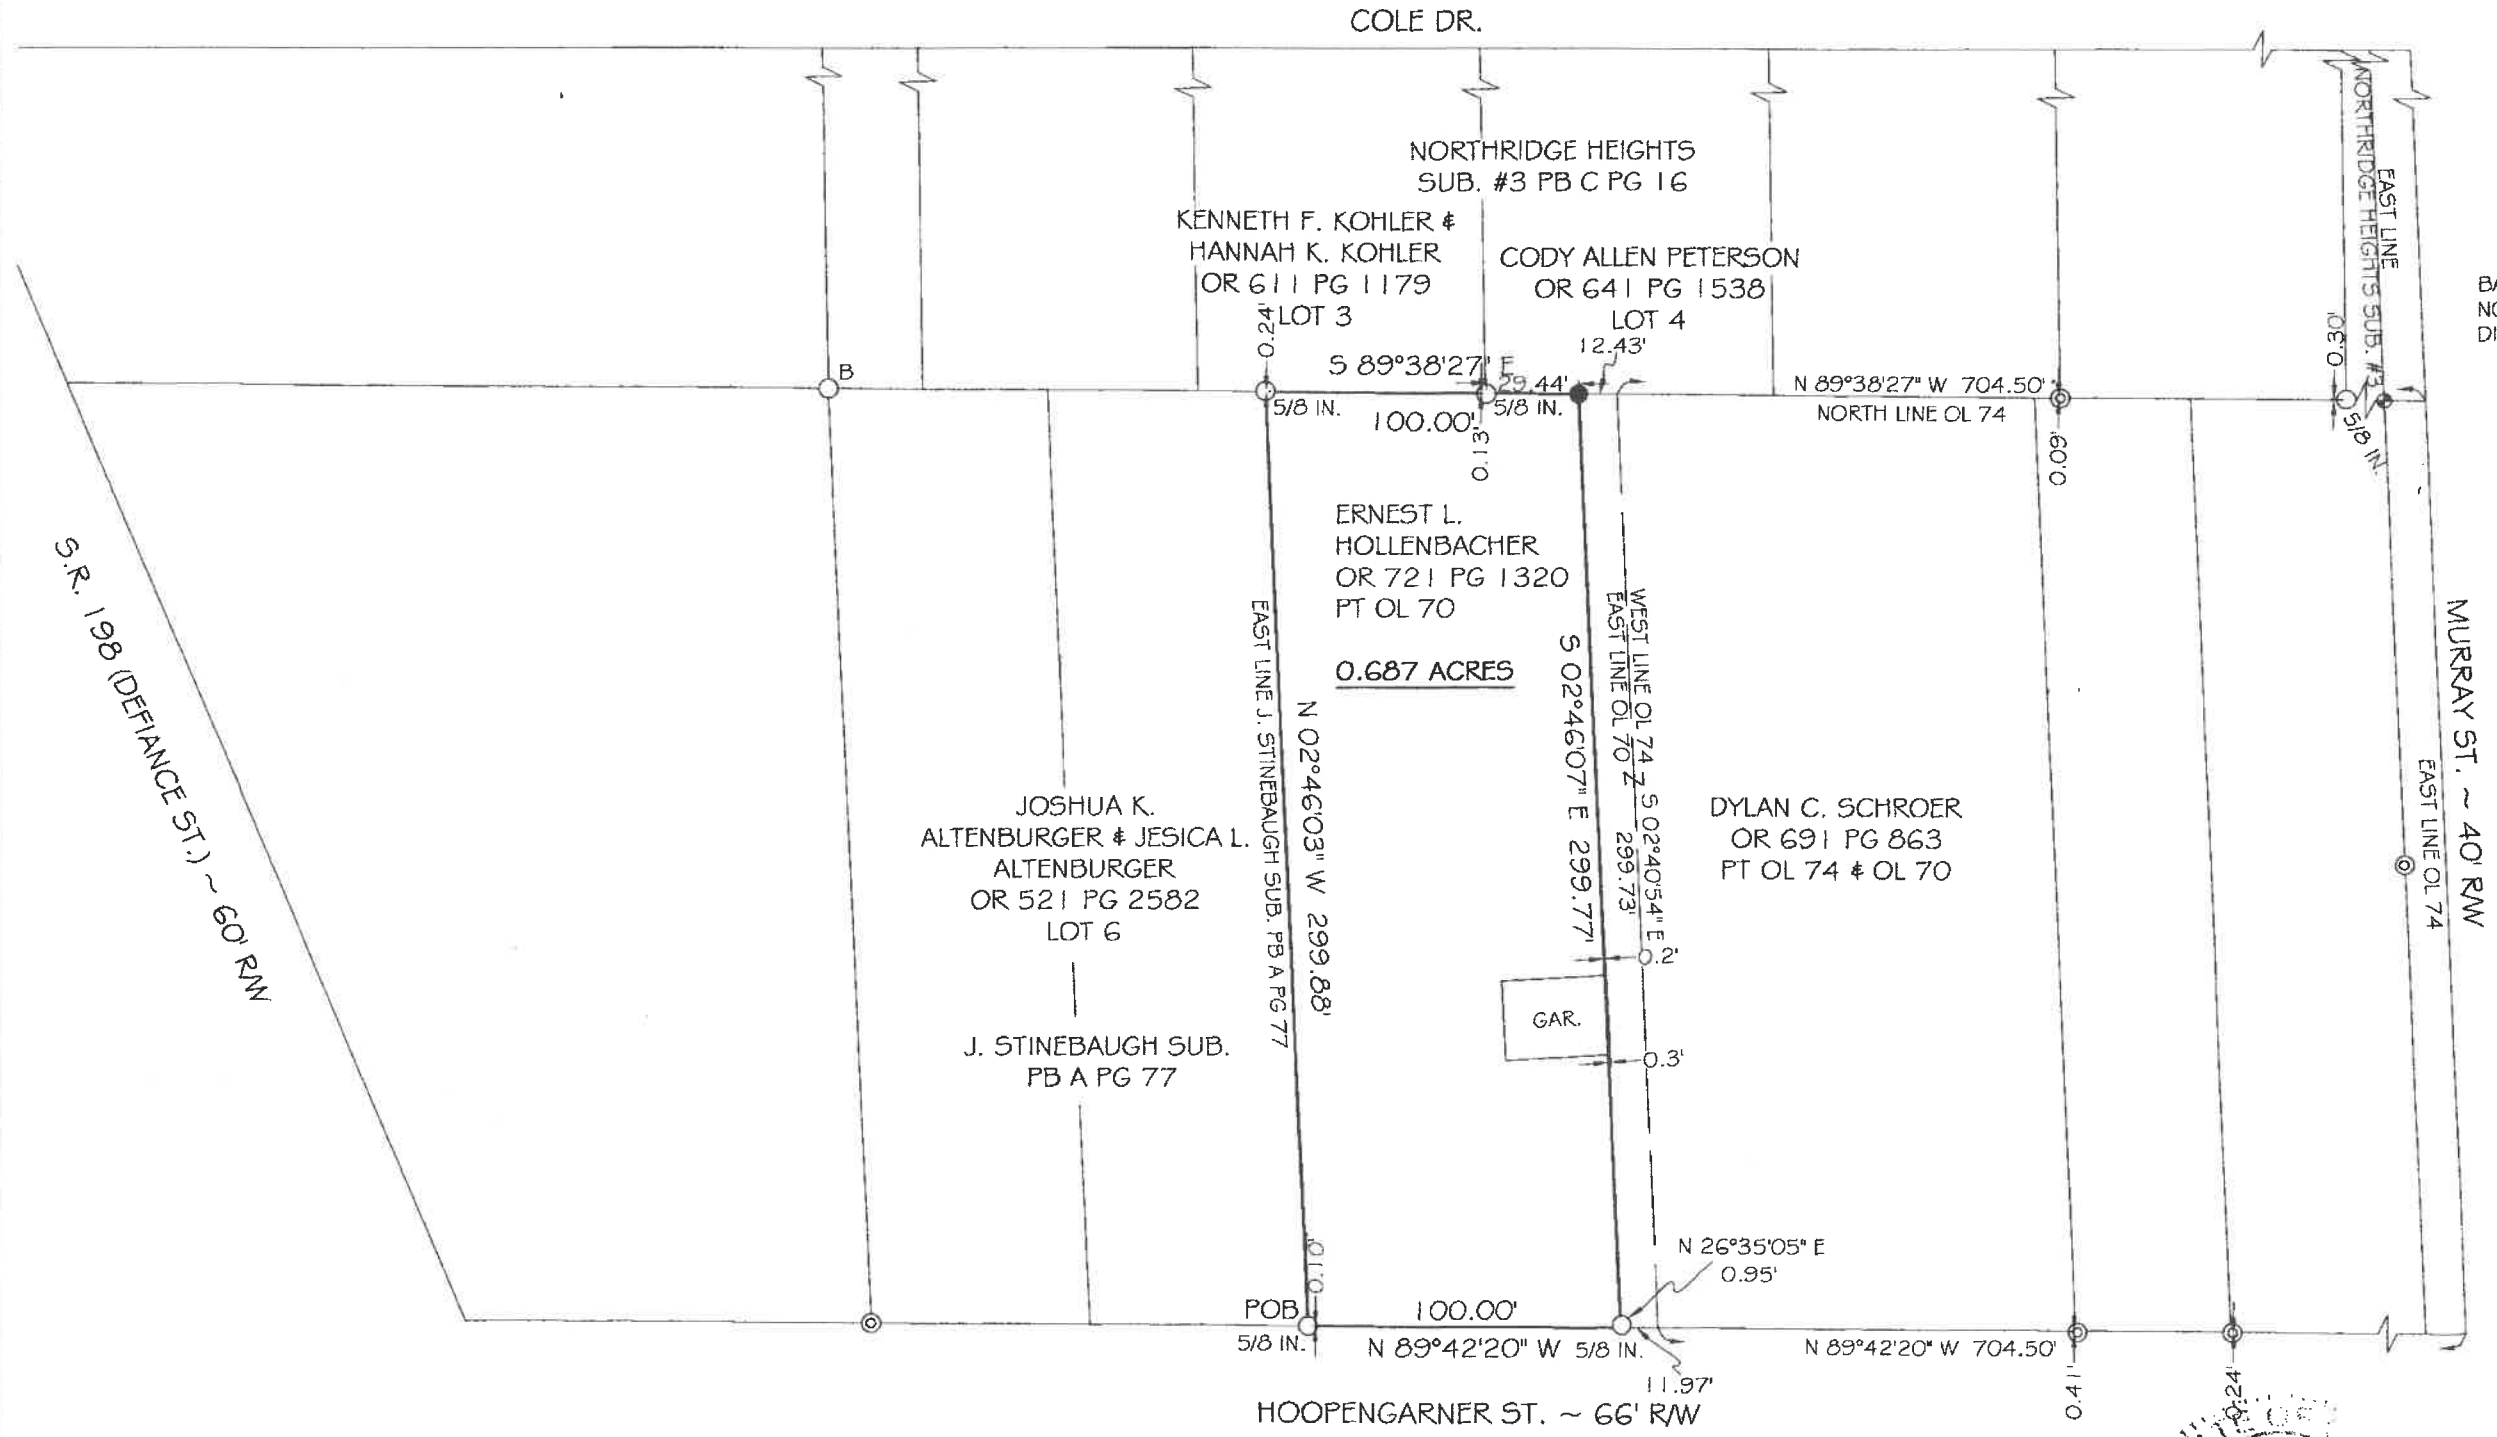 COLE DR.
NORTHRIDGE HEIGHTS
SUB. #3 PB C PG 16
KENNETH F. KOHLER &
HANNAH K. KOHLER
OR 611 PG 1179
LOT 3
CODY ALLEN PETERSON
OR 641 PG 1538
LOT 4
12.43'
EAST LINE
NORTHRIDGE HEIGHTS SUB. #3
0.30'
5/8 IN.
B
0.24'
S 89°38'27" E
29.44'
5/8 IN.
5/8 IN.
100.00'
0.13'
N 89°38'27" W 704.50'
NORTH LINE OL 74
0.09'
ERNEST L.
HOLLENBACHER
OR 721 PG 1320
PT OL 70
0.687 ACRES
S.R. 198 (DEFIANCE ST.) ~ 60' R/W
EAST LINE J. STINEBAUGH SUB. PB A PG 77
N 02°46'03" W 299.88'
S 02°46'07" E 299.77'
WEST LINE OL 74
EAST LINE OL 70
S 02°40'54" E
299.73'
JOSHUA K.
ALTENBURGER & JESICA L.
ALTENBURGER
OR 521 PG 2582
LOT 6
J. STINEBAUGH SUB.
PB A PG 77
DYLAN C. SCHROER
OR 691 PG 863
PT OL 74 & OL 70
MURRAY ST. ~ 40' R/W
EAST LINE OL 74
0.2'
GAR.
0.3'
N 26°35'05" E
0.95'
0.10'
POB
100.00'
5/8 IN.
N 89°42'20" W
5/8 IN.
N 89°42'20" W 704.50'
11.97'
0.41'
0.24'
HOOPENGARNER ST. ~ 66' R/W